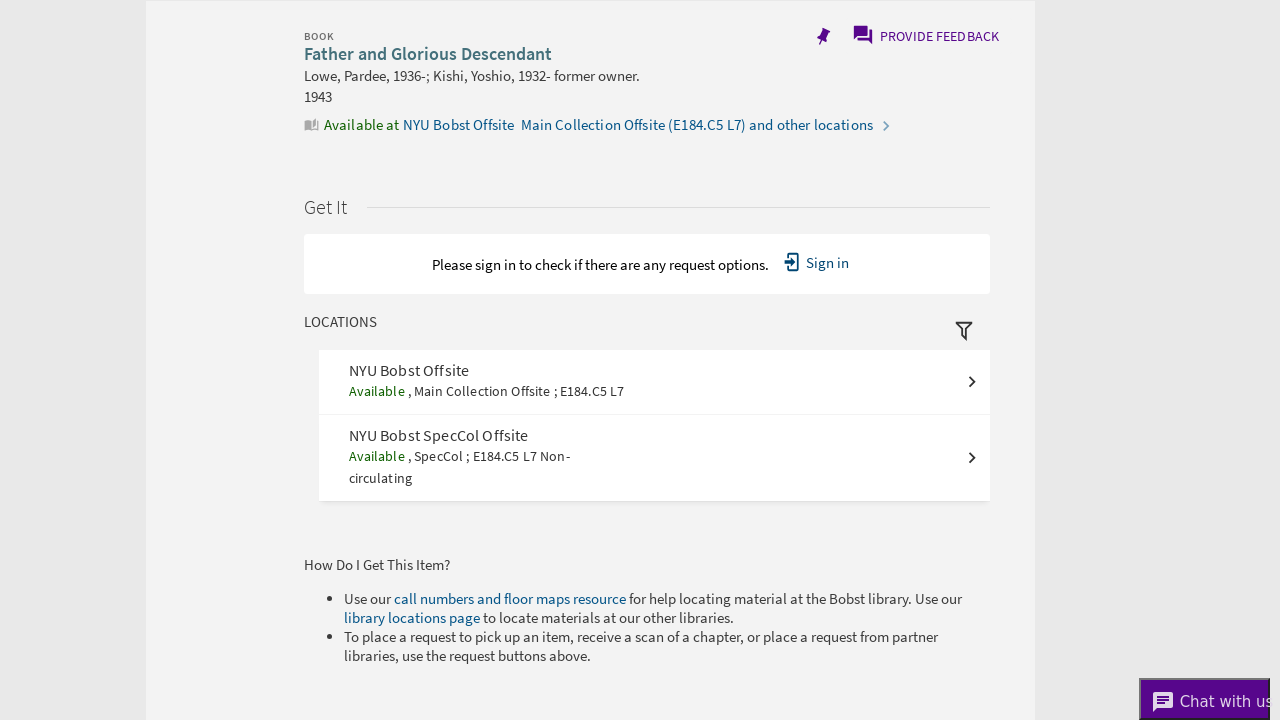 BOOK
Father and Glorious Descendant
PROVIDE FEEDBACK
Lowe, Pardee, 1936-; Kishi, Yoshio, 1932- former owner.
1943
Available at NYU Bobst Offsite Main Collection Offsite (E184.C5 L7) and other locations
Get It
Please sign in to check if there are any request options. Sign in
LOCATIONS
NYU Bobst Offsite
Available , Main Collection Offsite ; E184.C5 L7
NYU Bobst SpecCol Offsite
Available , SpecCol ; E184.C5 L7 Non-
circulating
How Do I Get This Item?
Use our call numbers and floor maps resource for help locating material at the Bobst library. Use our
library locations page to locate materials at our other libraries.
To place a request to pick up an item, receive a scan of a chapter, or place a request from partner
libraries, use the request buttons above.
Chat with us